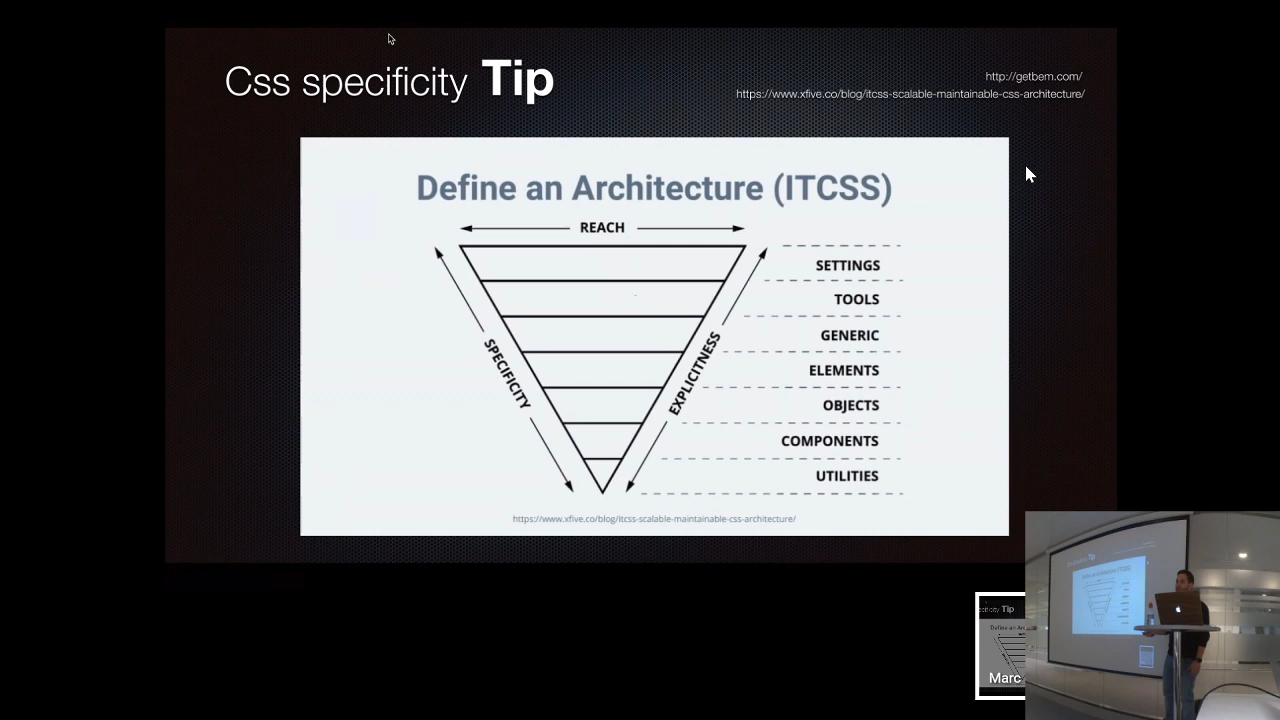 Css specificity Tip
http://getbem.com/
https://www.xfive.co/blog/itcss-scalable-maintainable-css-architecture/
Define an Architecture (ITCSS)
REACH
SPECIFICITY
EXPLICITNESS
SETTINGS
TOOLS
GENERIC
ELEMENTS
OBJECTS
COMPONENTS
UTILITIES
https://www.xfive.co/blog/itcss-scalable-maintainable-css-architecture/
Tip
Marc
Tip